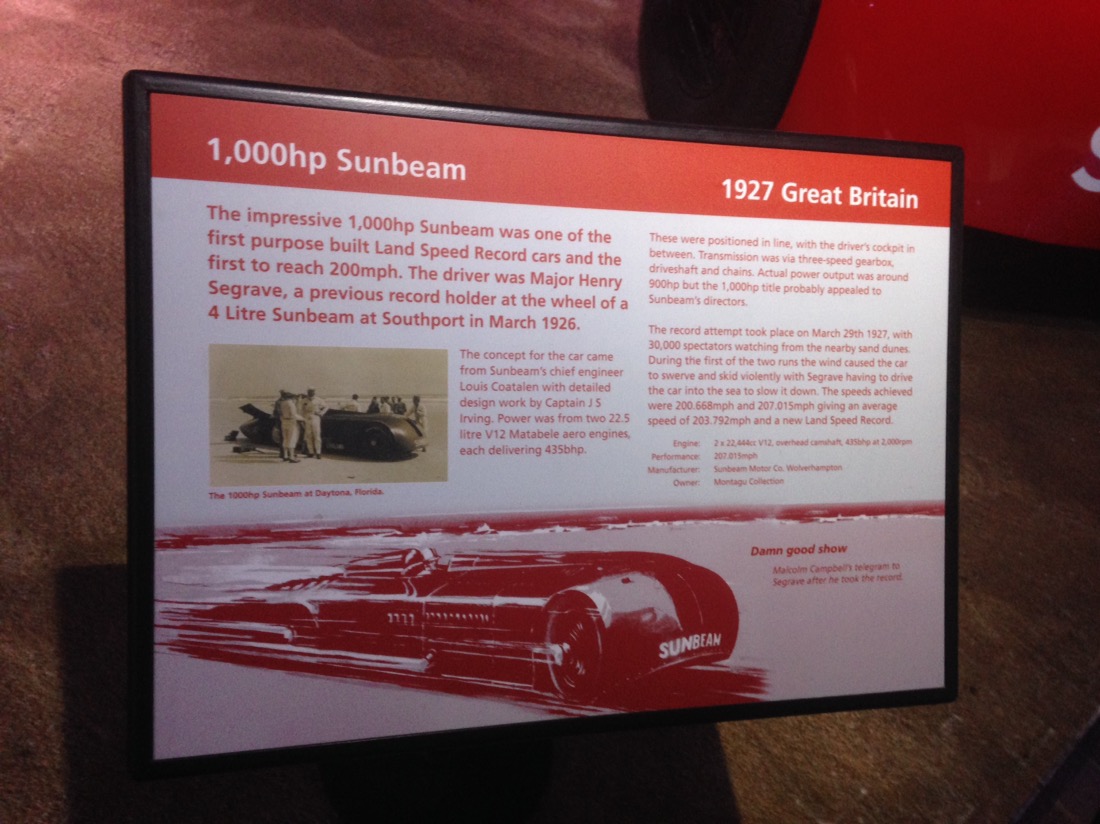 1,000hp Sunbeam
1927 Great Britain
The impressive 1,000hp Sunbeam was one of the
first purpose built Land Speed Record cars and the
first to reach 200mph. The driver was Major Henry
Segrave, a previous record holder at the wheel of a
4 Litre Sunbeam at Southport in March 1926.
The 1000hp Sunbeam at Daytona, Florida.
The concept for the car came
from Sunbeam's chief engineer
Louis Coatalen with detailed
design work by Captain J S
Irving. Power was from two 22.5
litre V12 Matabele aero engines,
each delivering 435bhp.
These were positioned in line, with the driver's cockpit in
between. Transmission was via three-speed gearbox,
driveshaft and chains. Actual power output was around
900hp but the 1,000hp title probably appealed to
Sunbeam's directors.
The record attempt took place on March 29th 1927, with
30,000 spectators watching from the nearby sand dunes.
During the first of the two runs the wind caused the car
to swerve and skid violently with Segrave having to drive
the car into the sea to slow it down. The speeds achieved
were 200.668mph and 207.015mph giving an average
speed of 203.792mph and a new Land Speed Record.
Engine: 2 x 22,444cc V12, overhead camshaft, 435bhp at 2,000rpm
Performance: 207.015mph
Manufacturer: Sunbeam Motor Co. Wolverhampton
Owner: Montagu Collection
Damn good show
Malcolm Campbell's telegram to
Segrave after he took the record.
SUNBEAM
S